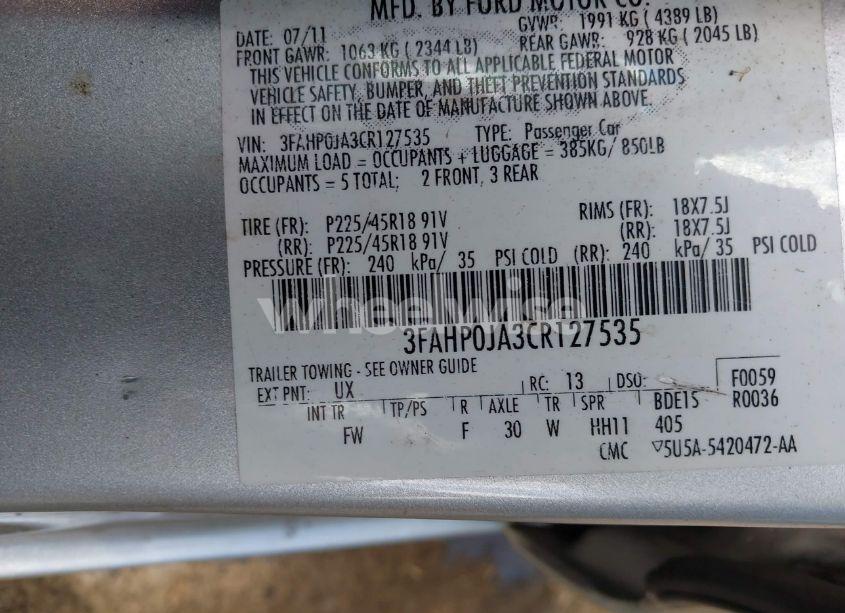 MFD. BY FORD MOTOR CO.
DATE: 07/11 GVWR: 1991 KG ( 4389 LB)
FRONT GAWR: 1063 KG ( 2344 LB) REAR GAWR: 928 KG ( 2045 LB)
THIS VEHICLE CONFORMS TO ALL APPLICABLE FEDERAL MOTOR
VEHICLE SAFETY, BUMPER, AND THEFT PREVENTION STANDARDS
IN EFFECT ON THE DATE OF MANUFACTURE SHOWN ABOVE.
VIN: 3FAHP0JA3CR127535 TYPE: Passenger Car
MAXIMUM LOAD = OCCUPANTS + LUGGAGE = 385KG/ 850LB
OCCUPANTS = 5 TOTAL; 2 FRONT, 3 REAR
TIRE (FR): P225/45R18 91V RIMS (FR): 18X7.5J
(RR): P225/45R18 91V (RR): 18X7.5J
PRESSURE (FR): 240 kPa/ 35 PSI COLD (RR): 240 kPa/ 35 PSI COLD
wheelwise
3FAHP0JA3CR127535
TRAILER TOWING - SEE OWNER GUIDE
EXT PNT: UX RC: 13 DSO: F0059
INT TR TP/PS R AXLE TR SPR BDE1S R0036
FW F 30 W HH11 405
CMC 5U5A-5420472-AA